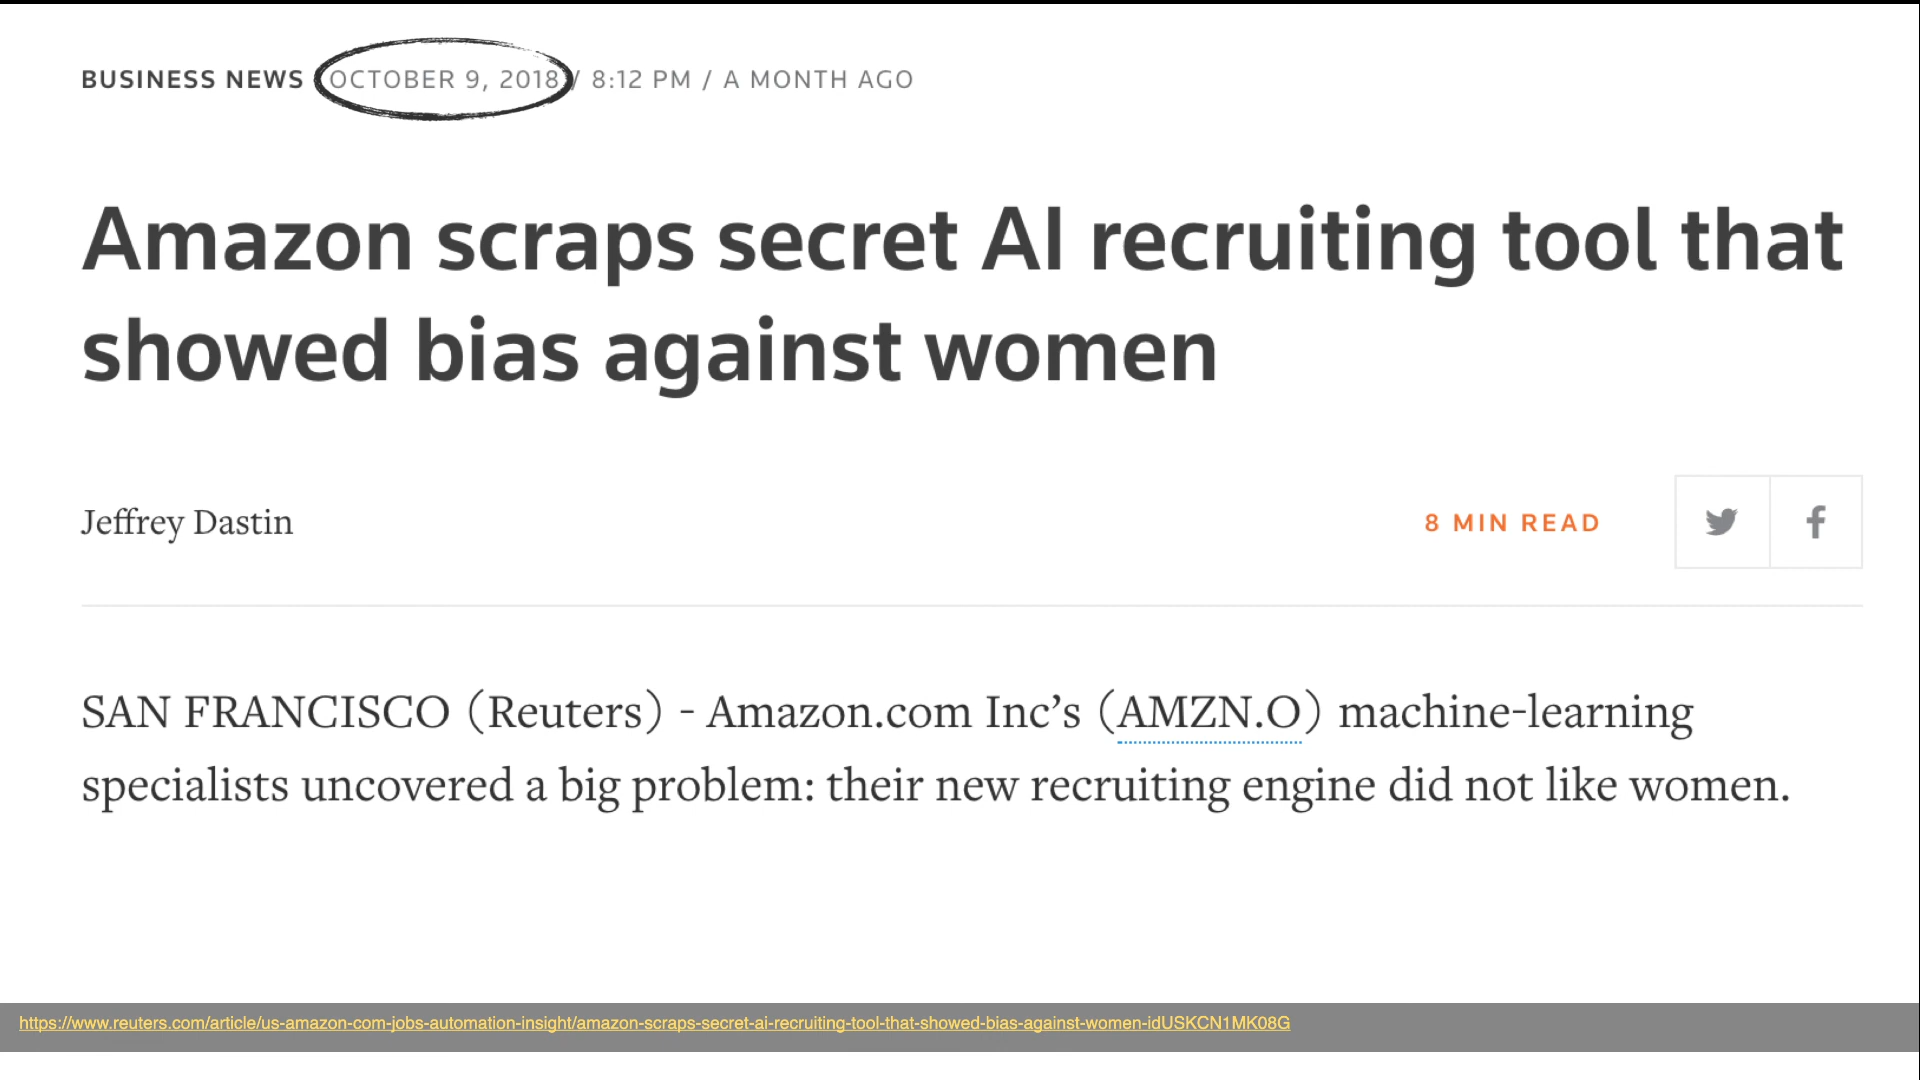 BUSINESS NEWS OCTOBER 9, 2018 / 8:12 PM / A MONTH AGO
Amazon scraps secret AI recruiting tool that
showed bias against women
Jeffrey Dastin
8 MIN READ
SAN FRANCISCO (Reuters) - Amazon.com Inc’s (AMZN.O) machine-learning
specialists uncovered a big problem: their new recruiting engine did not like women.
https://www.reuters.com/article/us-amazon-com-jobs-automation-insight/amazon-scraps-secret-ai-recruiting-tool-that-showed-bias-against-women-idUSKCN1MK08G